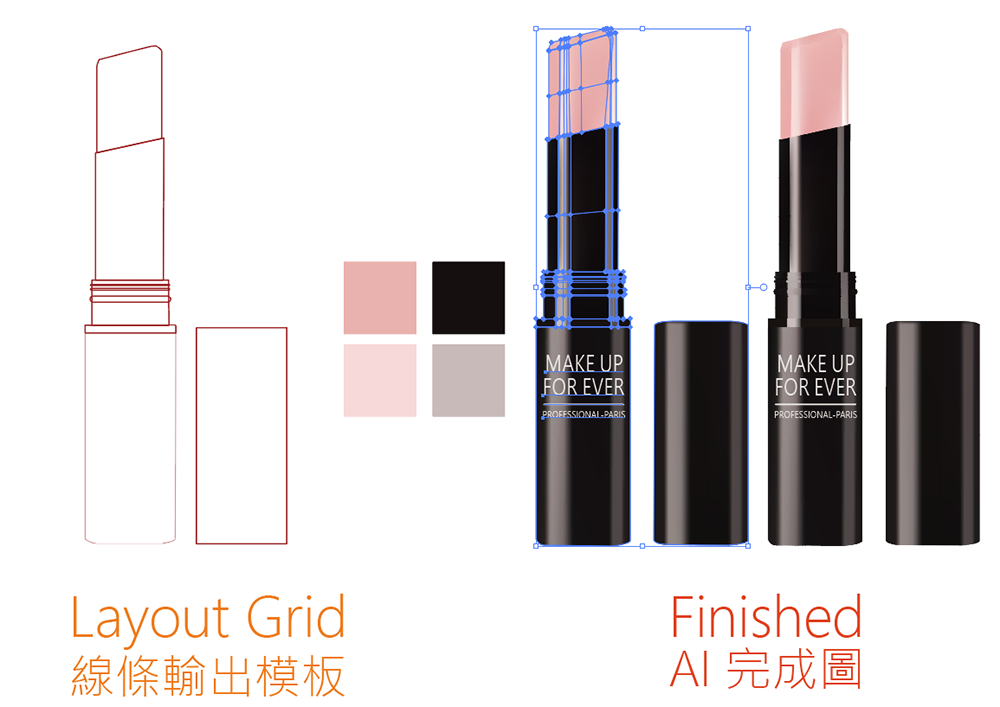 MAKE UP
FOR EVER
PROFESSIONAL-PARIS
MAKE UP
FOR EVER
PROFESSIONAL-PARIS
Layout Grid
線條輸出模板
Finished
AI 完成圖